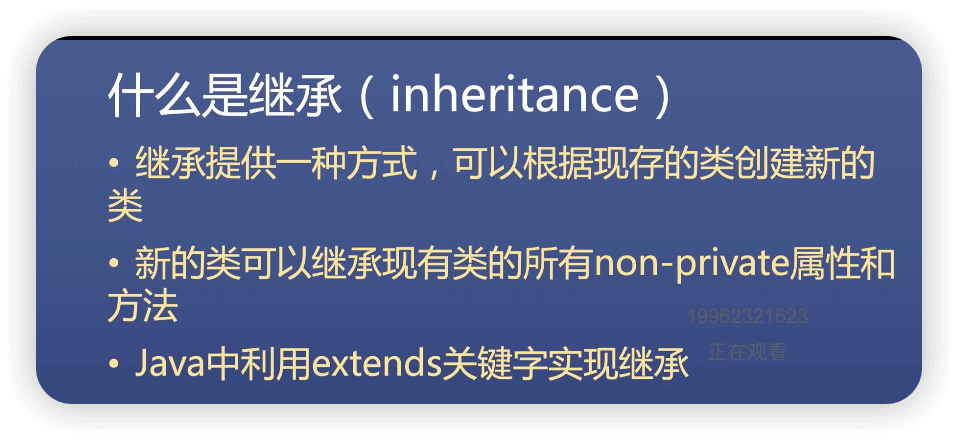 什么是继承（inheritance）
• 继承提供一种方式，可以根据现存的类创建新的
类
• 新的类可以继承现有类的所有non-private属性和
方法
19962321623
正在观看
• Java中利用extends关键字实现继承